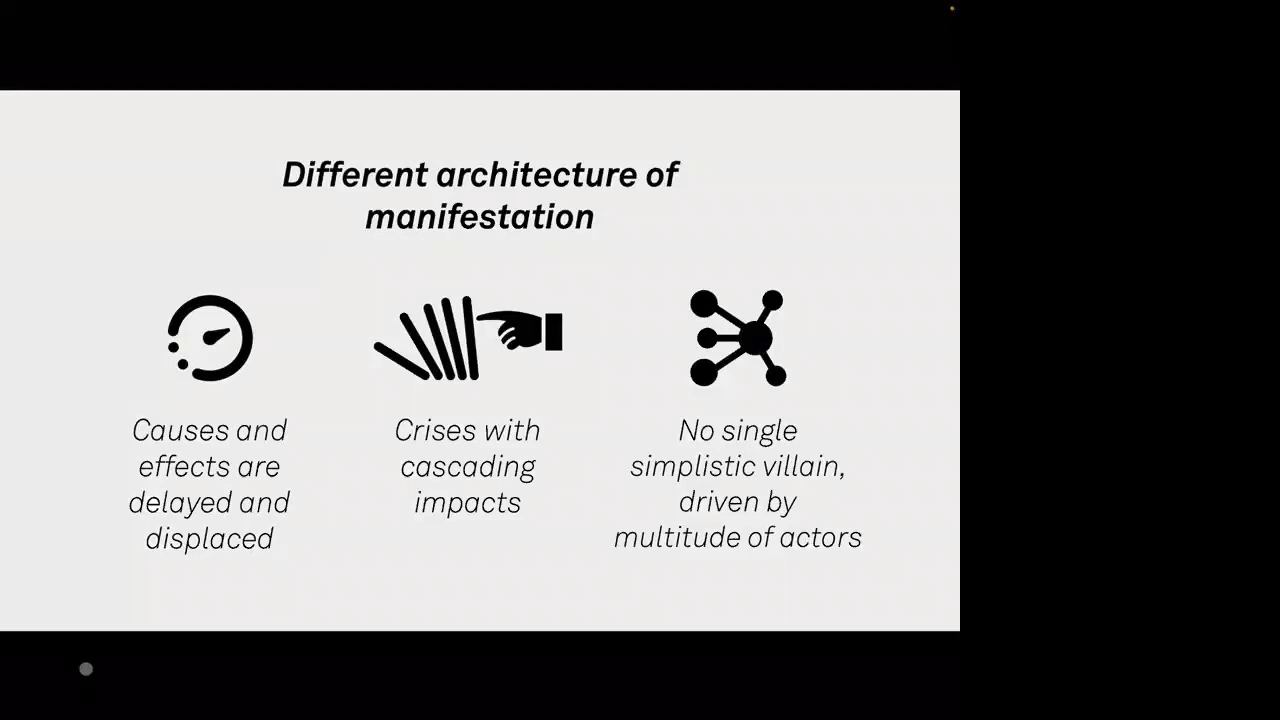 Different architecture of
manifestation
Causes and
effects are
delayed and
displaced
Crises with
cascading
impacts
No single
simplistic villain,
driven by
multitude of actors